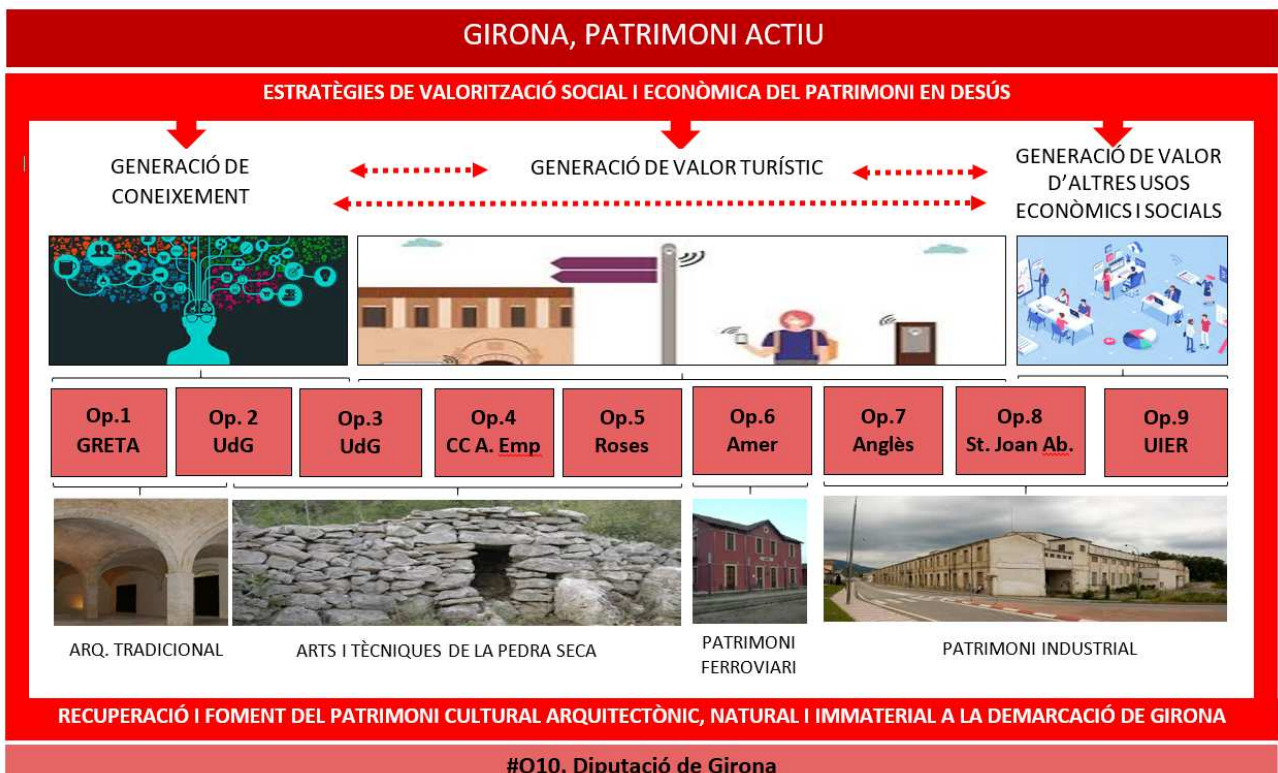 GIRONA, PATRIMONI ACTIU
ESTRATÈGIES DE VALORITZACIÓ SOCIAL I ECONÒMICA DEL PATRIMONI EN DESÚS
GENERACIÓ DE
CONEIXEMENT
GENERACIÓ DE VALOR TURÍSTIC
GENERACIÓ DE VALOR
D'ALTRES USOS
ECONÒMICS I SOCIALS
Op.1
GRETA
Op. 2
UdG
Op.3
UdG
Op.4
CC A. Emp
Op.5
Roses
Op.6
Amer
Op.7
Anglès
Op.8
St. Joan Ab.
Op.9
UIER
ARQ. TRADICIONAL
ARTS I TÈCNIQUES DE LA PEDRA SECA
PATRIMONI
FERROVIARI
PATRIMONI INDUSTRIAL
RECUPERACIÓ I FOMENT DEL PATRIMONI CULTURAL ARQUITECTÒNIC, NATURAL I IMMATERIAL A LA DEMARCACIÓ DE GIRONA
#O10. Diputació de Girona